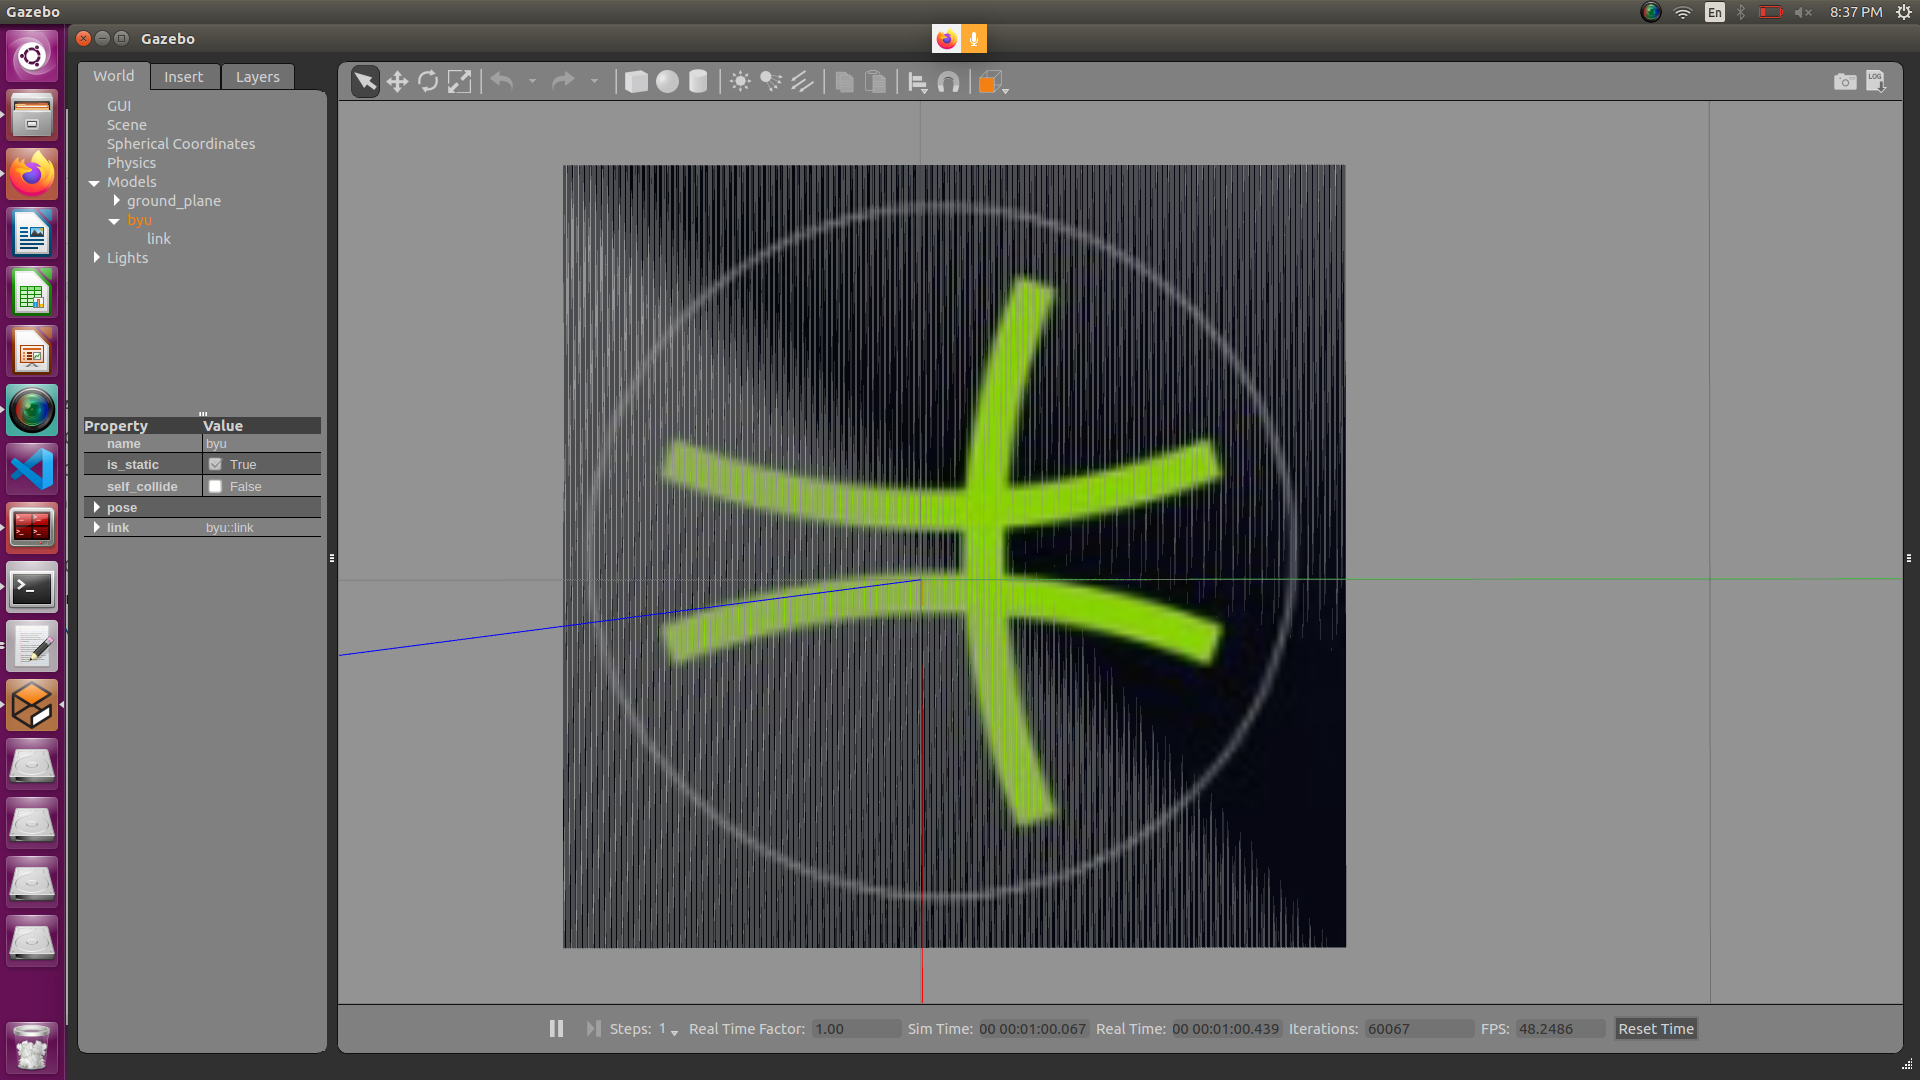 Gazebo
En
8:37 PM
Gazebo
World
Insert
Layers
GUI
Scene
Spherical Coordinates
Physics
Models
ground_plane
byu
link
Lights
Property Value
name byu
is_static True
self_collide False
pose
link byu::link
LOG
Steps: 1 Real Time Factor: 1.00 Sim Time: 00 00:01:00.067 Real Time: 00 00:01:00.439 Iterations: 60067 FPS: 48.2486 Reset Time